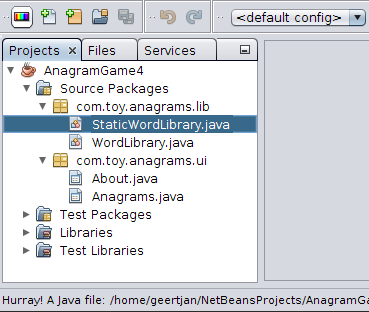 <default config>
Projects × Files Services
AnagramGame4
Source Packages
com.toy.anagrams.lib
StaticWordLibrary.java
WordLibrary.java
com.toy.anagrams.ui
About.java
Anagrams.java
Test Packages
Libraries
Test Libraries
Hurray! A Java file: /home/geertjan/NetBeansProjects/AnagramGa